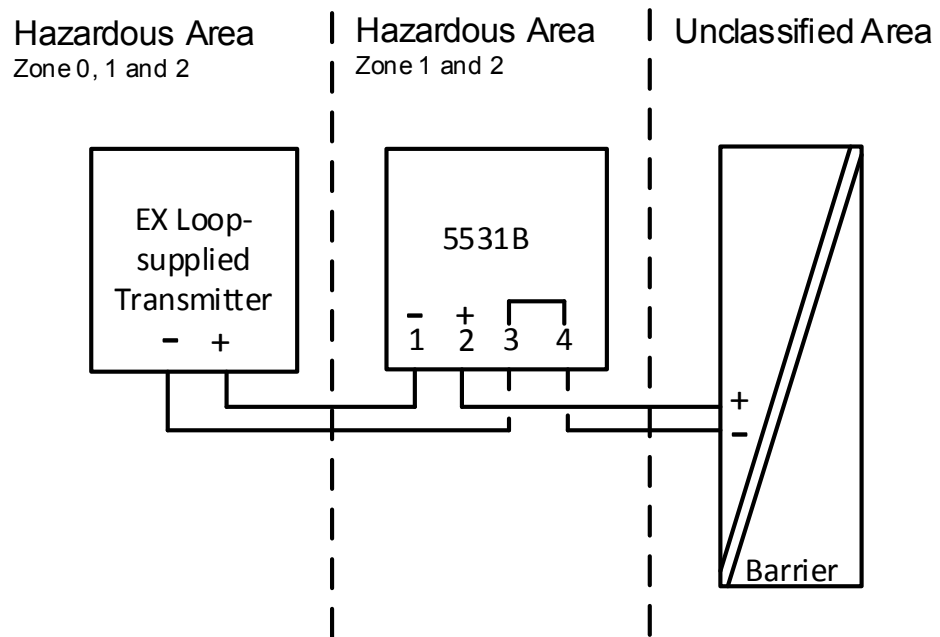 Hazardous Area
Zone 0, 1 and 2
Hazardous Area
Zone 1 and 2
Unclassified Area
EX Loop-
supplied
Transmitter
- +
5531B
- +
1 2 3 4
+
-
Barrier